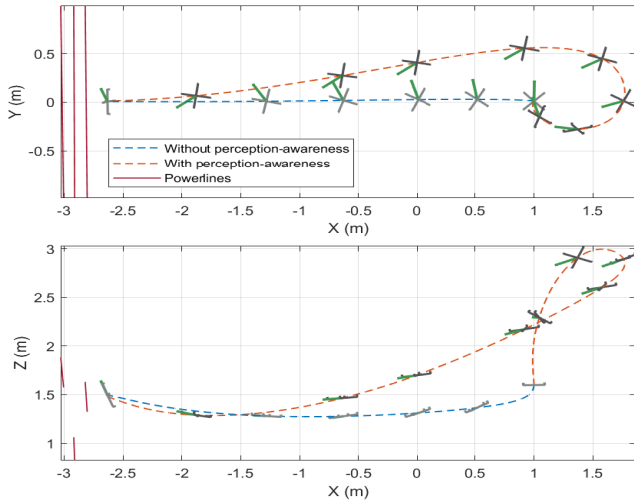 0.5
0
-0.5
Y (m)
Without perception-awareness
With perception-awareness
Powerlines
-3 -2.5 -2 -1.5 -1 -0.5 0 0.5 1 1.5
X (m)
3
2.5
2
1.5
1
Z (m)
-3 -2.5 -2 -1.5 -1 -0.5 0 0.5 1 1.5
X (m)